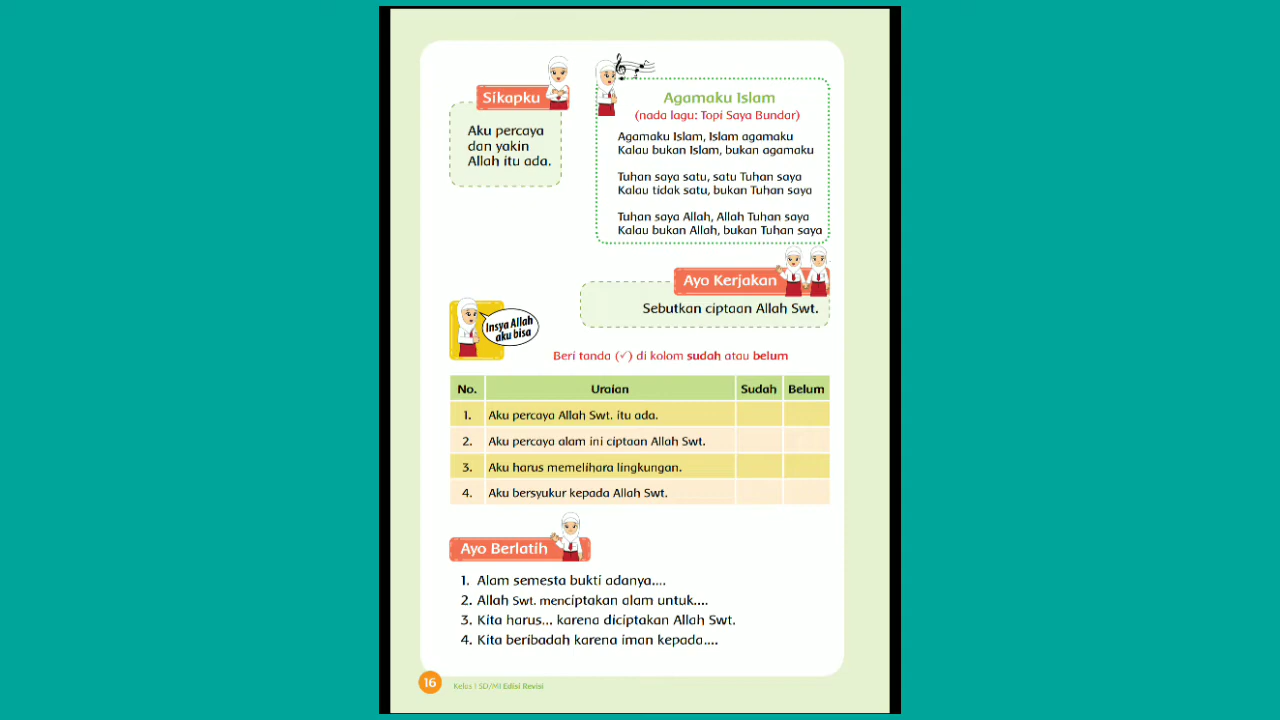 Sikapku
Aku percaya
dan yakin
Allah itu ada.
Agamaku Islam
(nada lagu: Topi Saya Bundar)
Agamaku Islam, Islam agamaku
Kalau bukan Islam, bukan agamaku
Tuhan saya satu, satu Tuhan saya
Kalau tidak satu, bukan Tuhan saya
Tuhan saya Allah, Allah Tuhan saya
Kalau bukan Allah, bukan Tuhan saya
Ayo Kerjakan
Sebutkan ciptaan Allah Swt.
Insya Allah
aku bisa
Beri tanda (✓) di kolom sudah atau belum
No. Uraian Sudah Belum
1. Aku percaya Allah Swt. itu ada.
2. Aku percaya alam ini ciptaan Allah Swt.
3. Aku harus memelihara lingkungan.
4. Aku bersyukur kepada Allah Swt.
Ayo Berlatih
1. Alam semesta bukti adanya....
2. Allah Swt. menciptakan alam untuk....
3. Kita harus... karena diciptakan Allah Swt.
4. Kita beribadah karena iman kepada....
16 Kelas I SD/MI Edisi Revisi